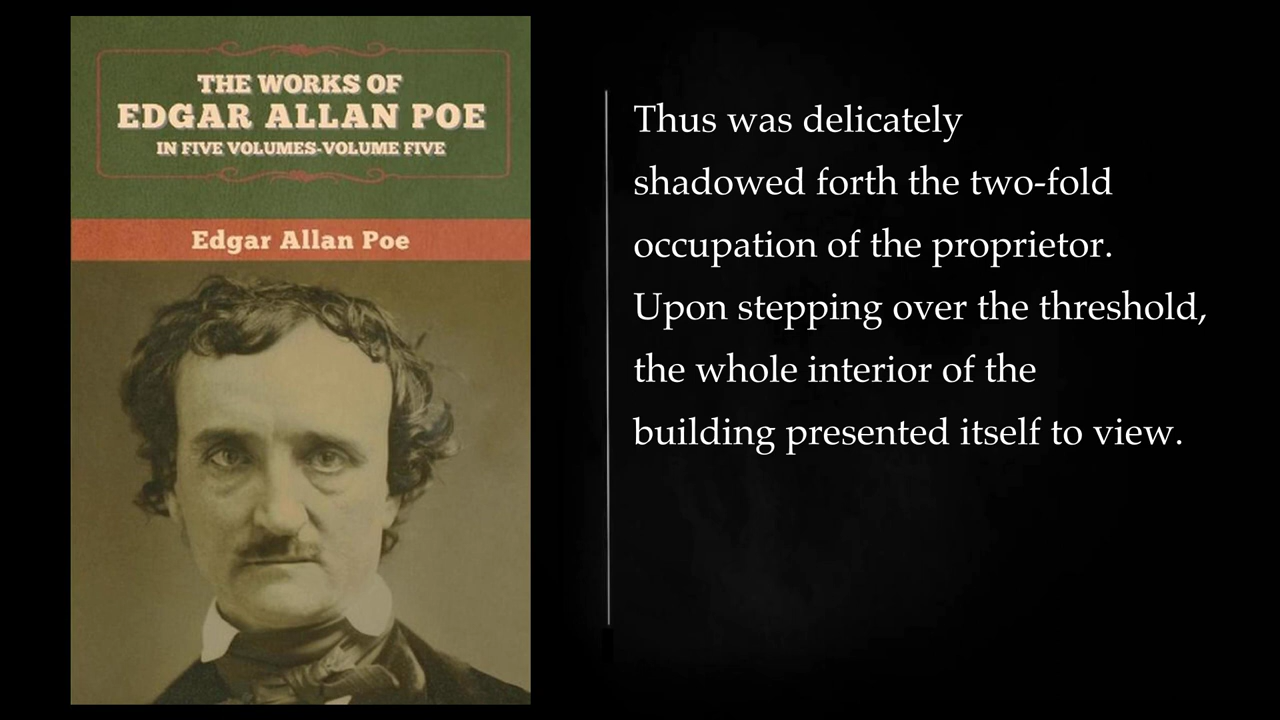 THE WORKS OF
EDGAR ALLAN POE
IN FIVE VOLUMES-VOLUME FIVE
Edgar Allan Poe
Thus was delicately
shadowed forth the two-fold
occupation of the proprietor.
Upon stepping over the threshold,
the whole interior of the
building presented itself to view.